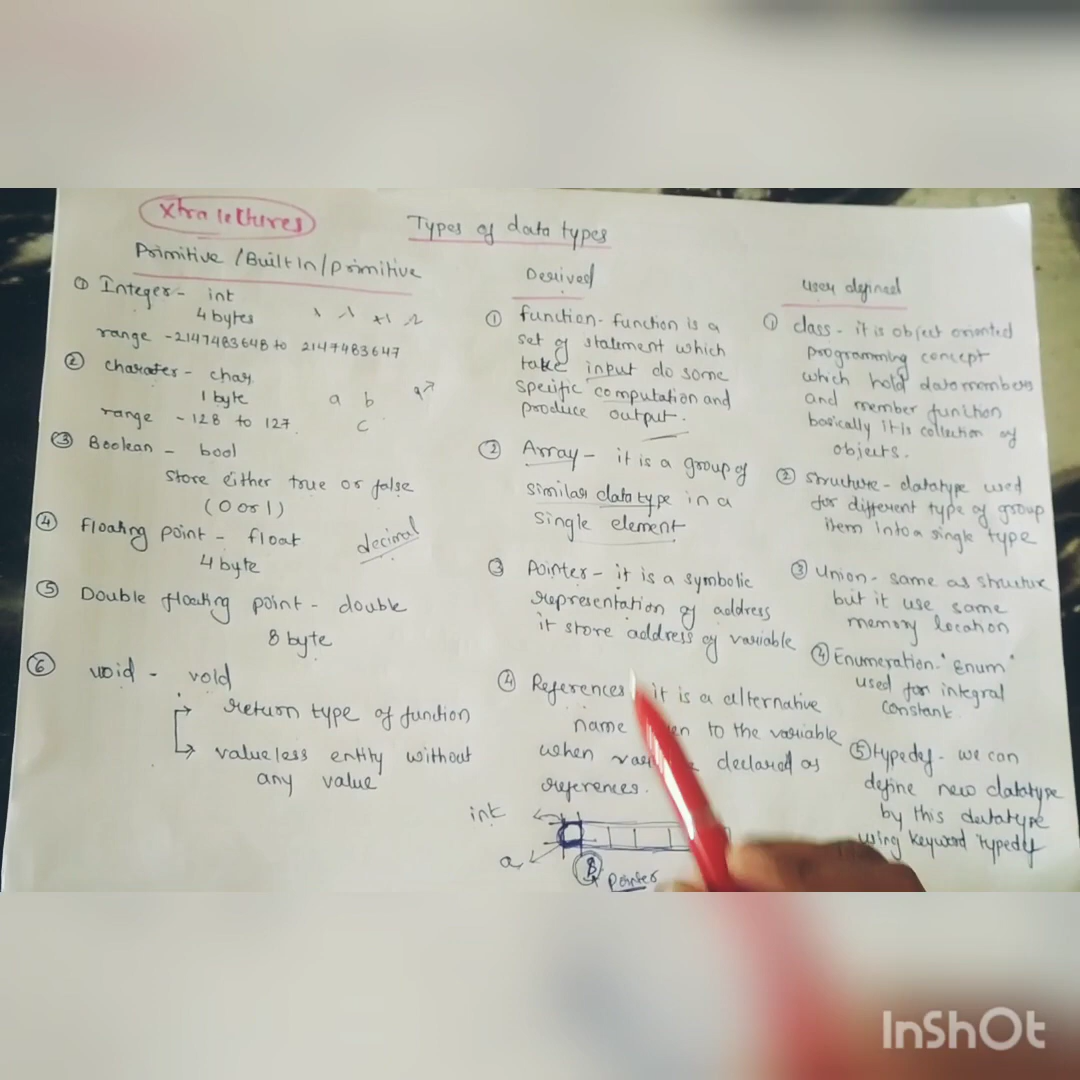 Xtra lectures
Types of data types
Primitive / Built In / primitive
① Integer - int
4 bytes
range -2147483648 to 2147483647
② charater - char
1 byte
a b
c
range - 128 to 127
③ Boolean - bool
store either true or false
(0 or 1)
④ floating point - float
decimal
4 byte
⑤ Double floating point - double
8 byte
⑥ void - void
return type of function
valueless entity without
any value
Derived
① function - function is a
set of statement which
take input do some
specific computation and
produce output.
② Array - it is a group of
similar data type in a
single element
③ Pointer - it is a symbolic
representation of address
it store address of variable
④ References it is a alternative
name to the variable
when declared as
references.
int
a
B
Pointer
user defined
① class - it is object oriented
programming concept
which hold datamembers
and member function
basically it is collection of
objects.
② structure - datatype used
for different type of group
item into a single type
③ Union - same as structure
but it use same
memory location
④ Enumeration - "Enum"
used for integral
constant.
⑤ typedef - we can
define new datatype
by this datatype
using keyword typedef
InShOt